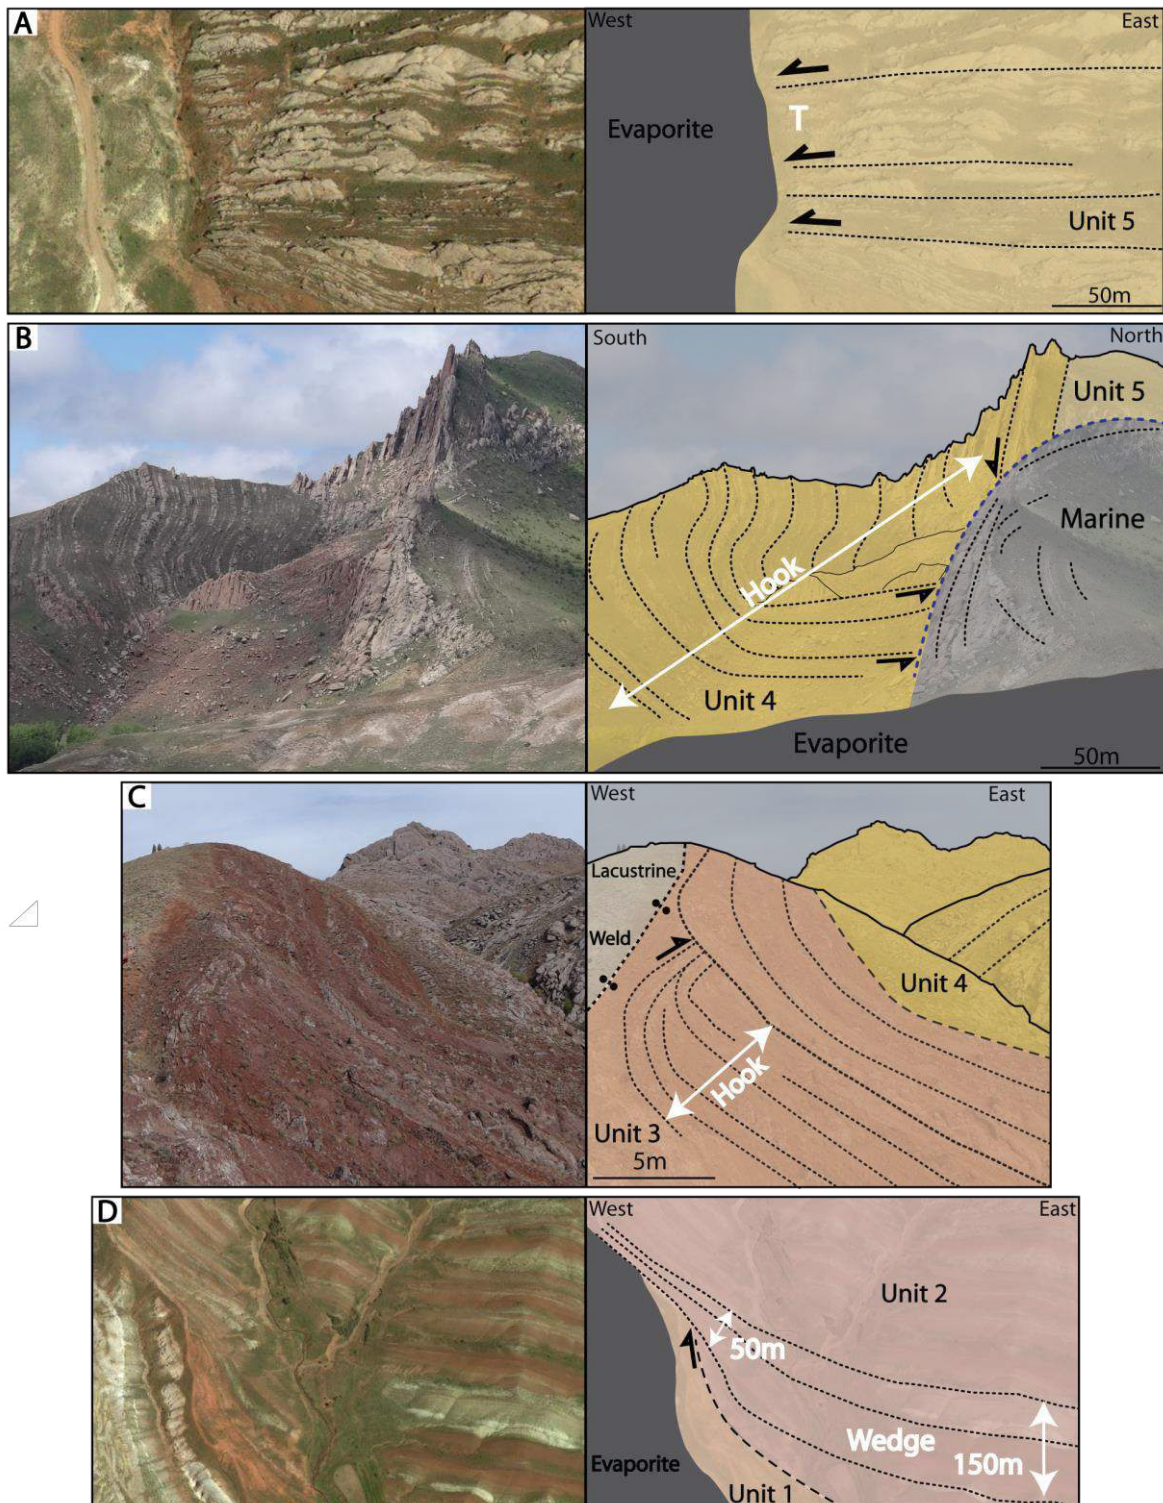 A
West
East
Evaporite
T
Unit 5
50m
B
South
North
Unit 5
Marine
Hook
Unit 4
Evaporite
50m
C
West
East
Lacustrine
Weld
Unit 4
Hook
Unit 3
5m
D
West
East
Unit 2
50m
Wedge
150m
Evaporite
Unit 1